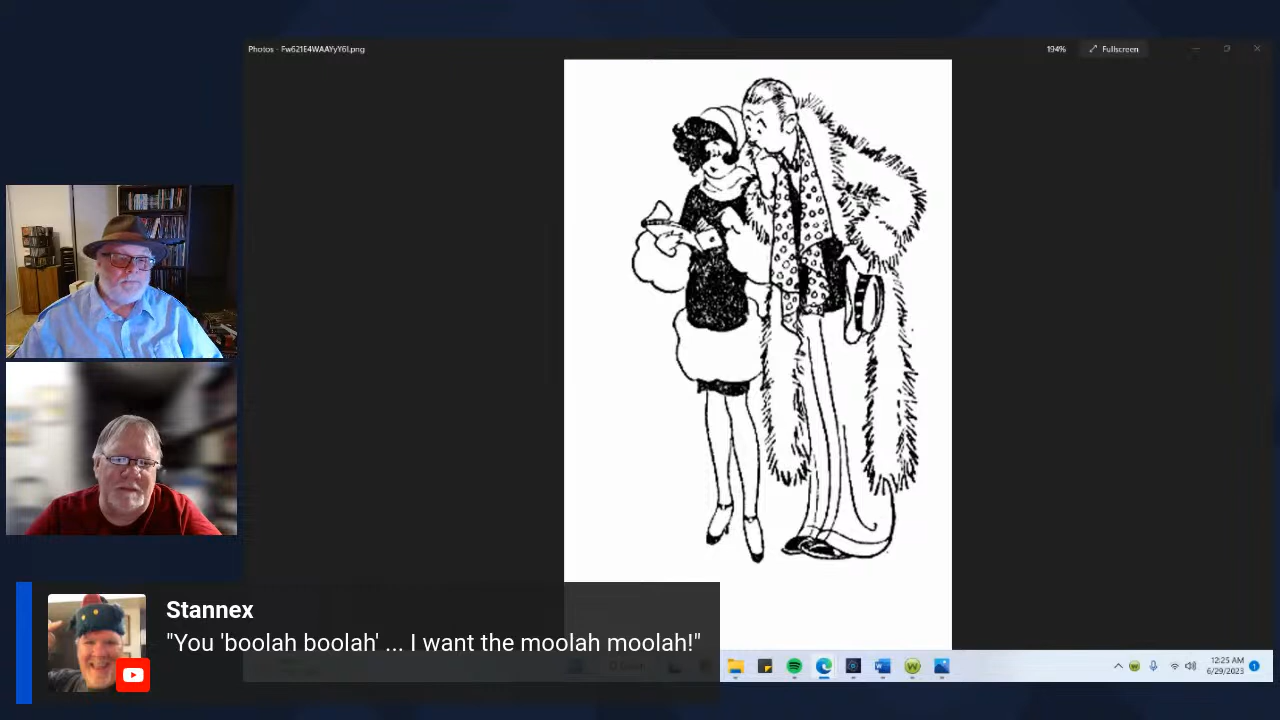 Photos - Fw621E4WAAYyY6I.png
194%
Fullscreen
Stannex
"You 'boolah boolah' ... I want the moolah moolah!"
12:25 AM
6/29/2023